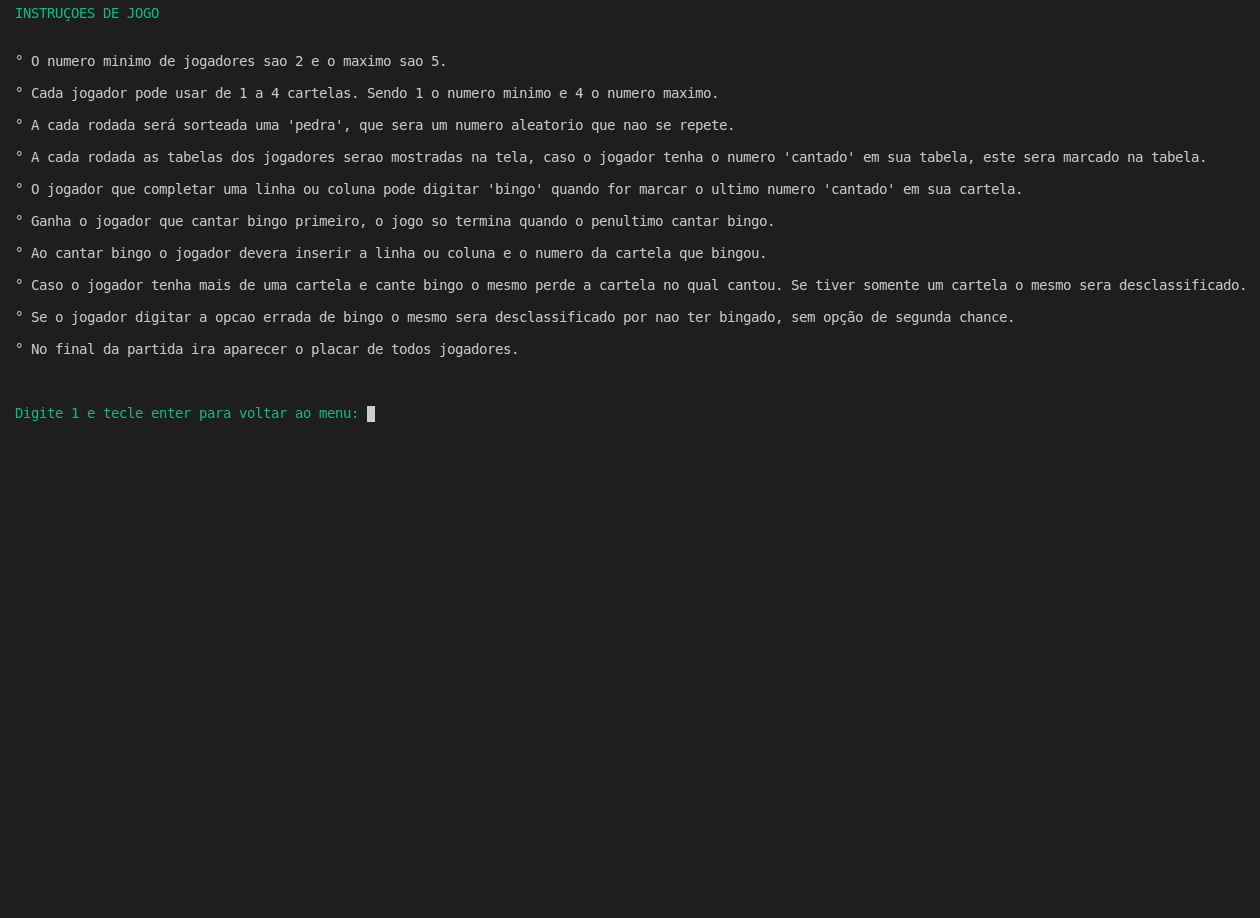 INSTRUÇOES DE JOGO
° O numero minimo de jogadores sao 2 e o maximo sao 5.
° Cada jogador pode usar de 1 a 4 cartelas. Sendo 1 o numero minimo e 4 o numero maximo.
° A cada rodada será sorteada uma 'pedra', que sera um numero aleatorio que nao se repete.
° A cada rodada as tabelas dos jogadores serao mostradas na tela, caso o jogador tenha o numero 'cantado' em sua tabela, este sera marcado na tabela.
° O jogador que completar uma linha ou coluna pode digitar 'bingo' quando for marcar o ultimo numero 'cantado' em sua cartela.
° Ganha o jogador que cantar bingo primeiro, o jogo so termina quando o penultimo cantar bingo.
° Ao cantar bingo o jogador devera inserir a linha ou coluna e o numero da cartela que bingou.
° Caso o jogador tenha mais de uma cartela e cante bingo o mesmo perde a cartela no qual cantou. Se tiver somente um cartela o mesmo sera desclassificado.
° Se o jogador digitar a opcao errada de bingo o mesmo sera desclassificado por nao ter bingado, sem opção de segunda chance.
° No final da partida ira aparecer o placar de todos jogadores.
Digite 1 e tecle enter para voltar ao menu: